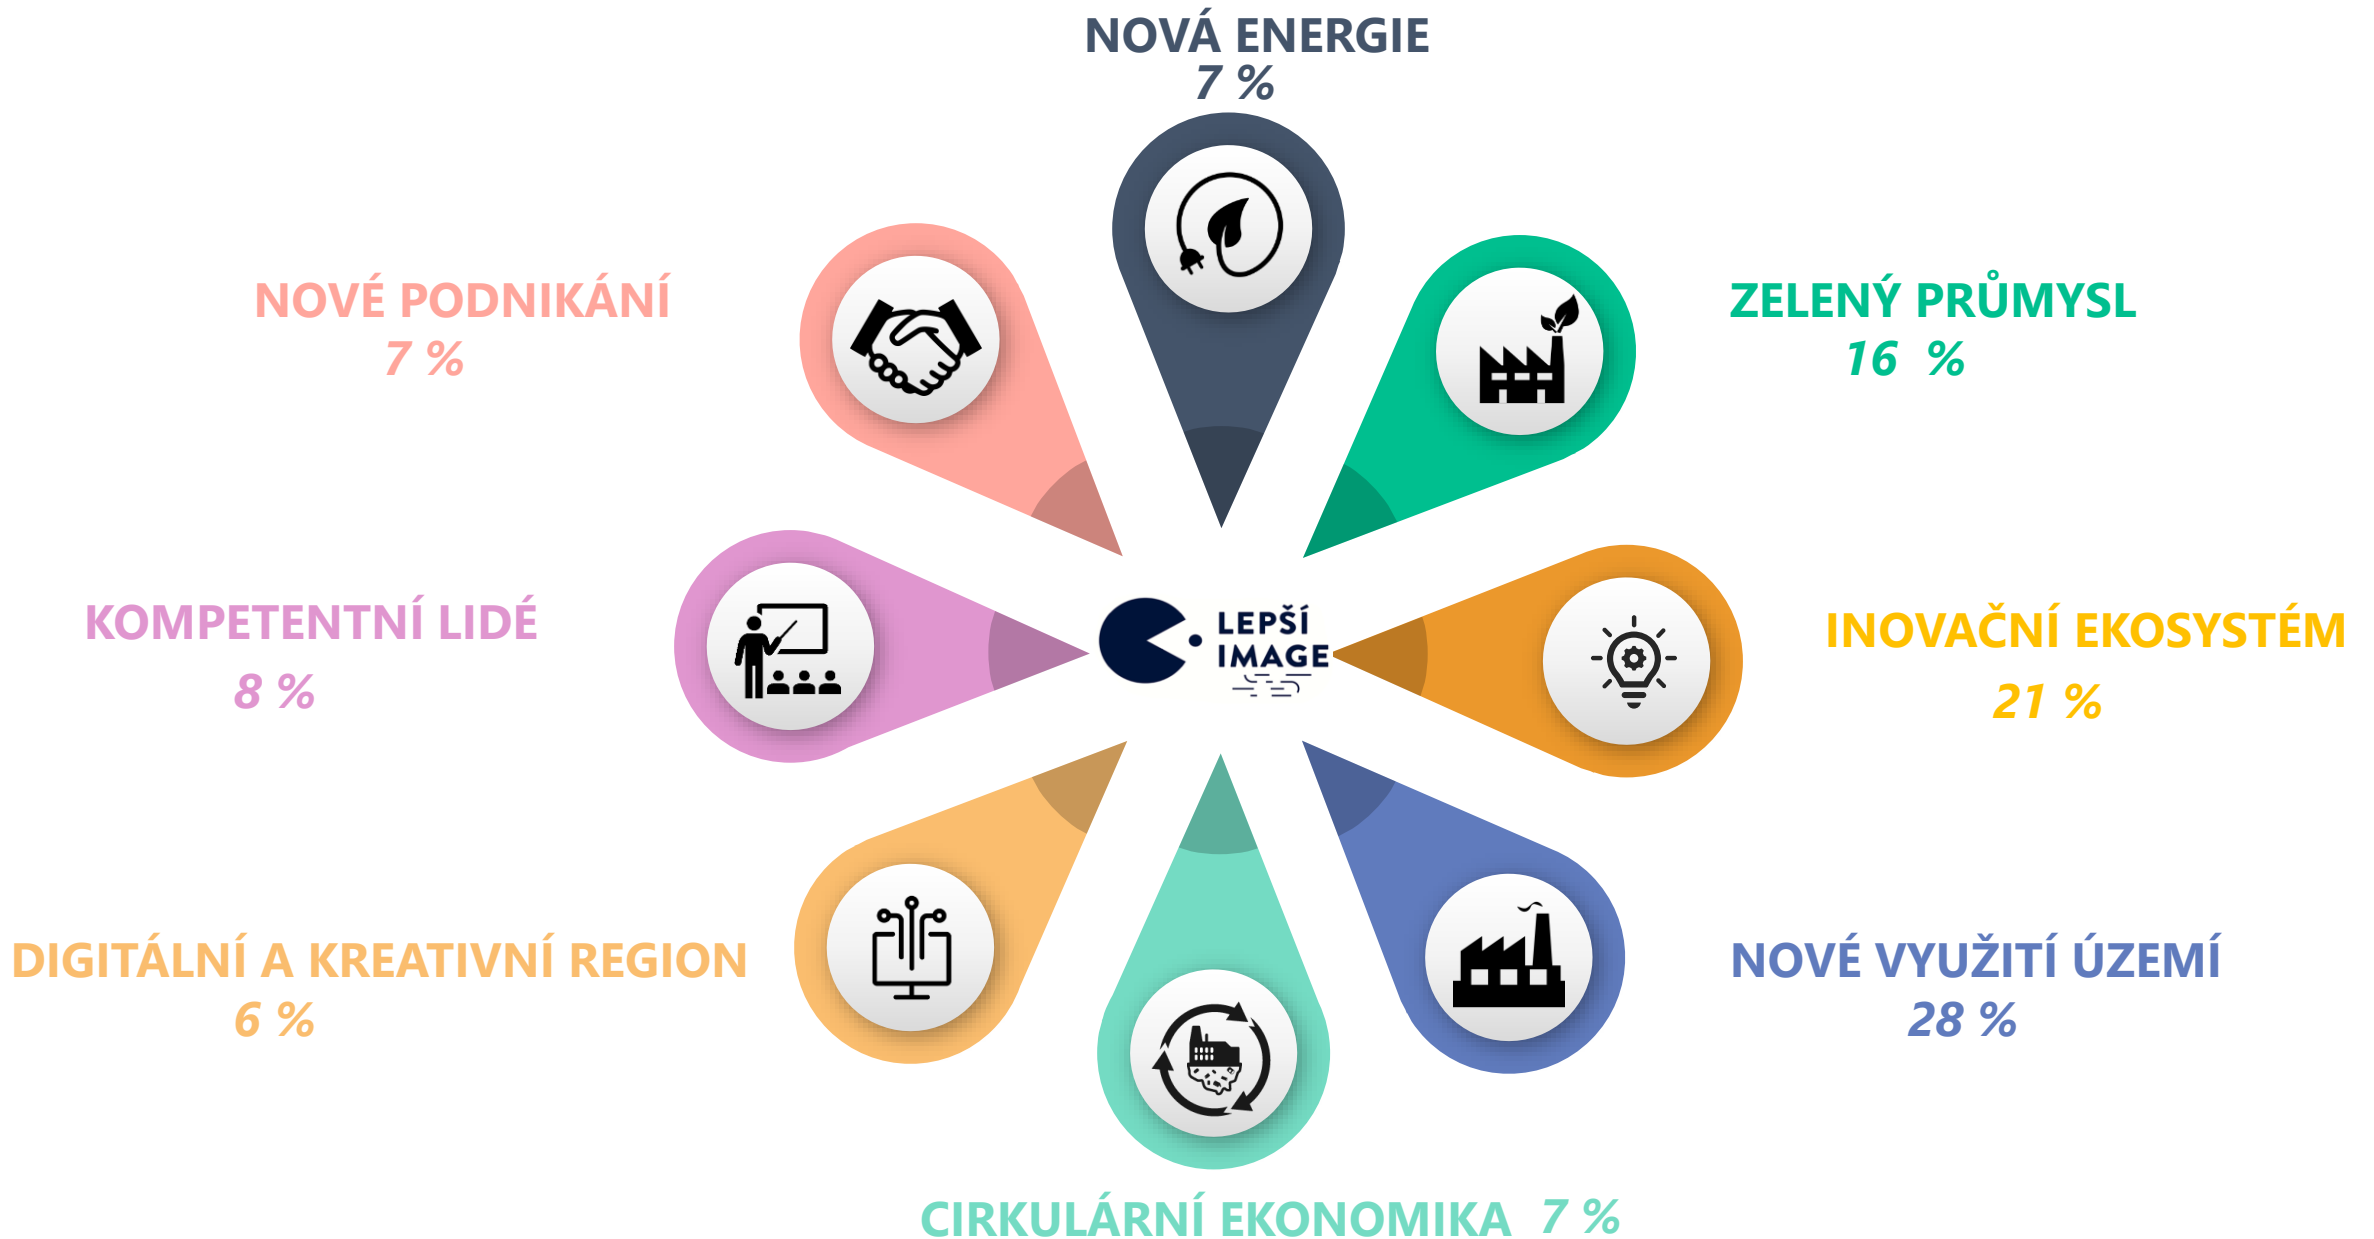 NOVÁ ENERGIE
7 %
NOVÉ PODNIKÁNÍ
7 %
ZELENÝ PRŮMYSL
16 %
KOMPETENTNÍ LIDÉ
8 %
LEPŠÍ
IMAGE
INOVAČNÍ EKOSYSTÉM
21 %
DIGITÁLNÍ A KREATIVNÍ REGION
6 %
NOVÉ VYUŽITÍ ÚZEMÍ
28 %
CIRKULÁRNÍ EKONOMIKA 7 %